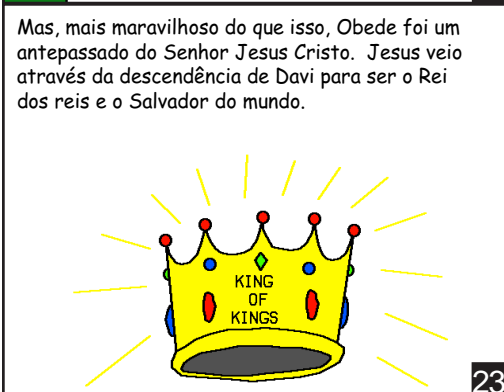 Mas, mais maravilhoso do que isso, Obede foi um
antepassado do Senhor Jesus Cristo.  Jesus veio
através da descendência de Davi para ser o Rei
dos reis e o Salvador do mundo.
KING
OF
KINGS
23